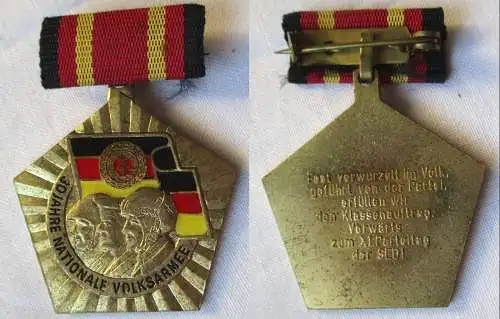 30 JAHRE NATIONALE VOLKSARMEE
Fest verwurzelt im Volk,
geführt von der Partei,
erfüllen wir
den Klassenauftrag.
Vorwärts
zum XI.Parteitag
der SED!